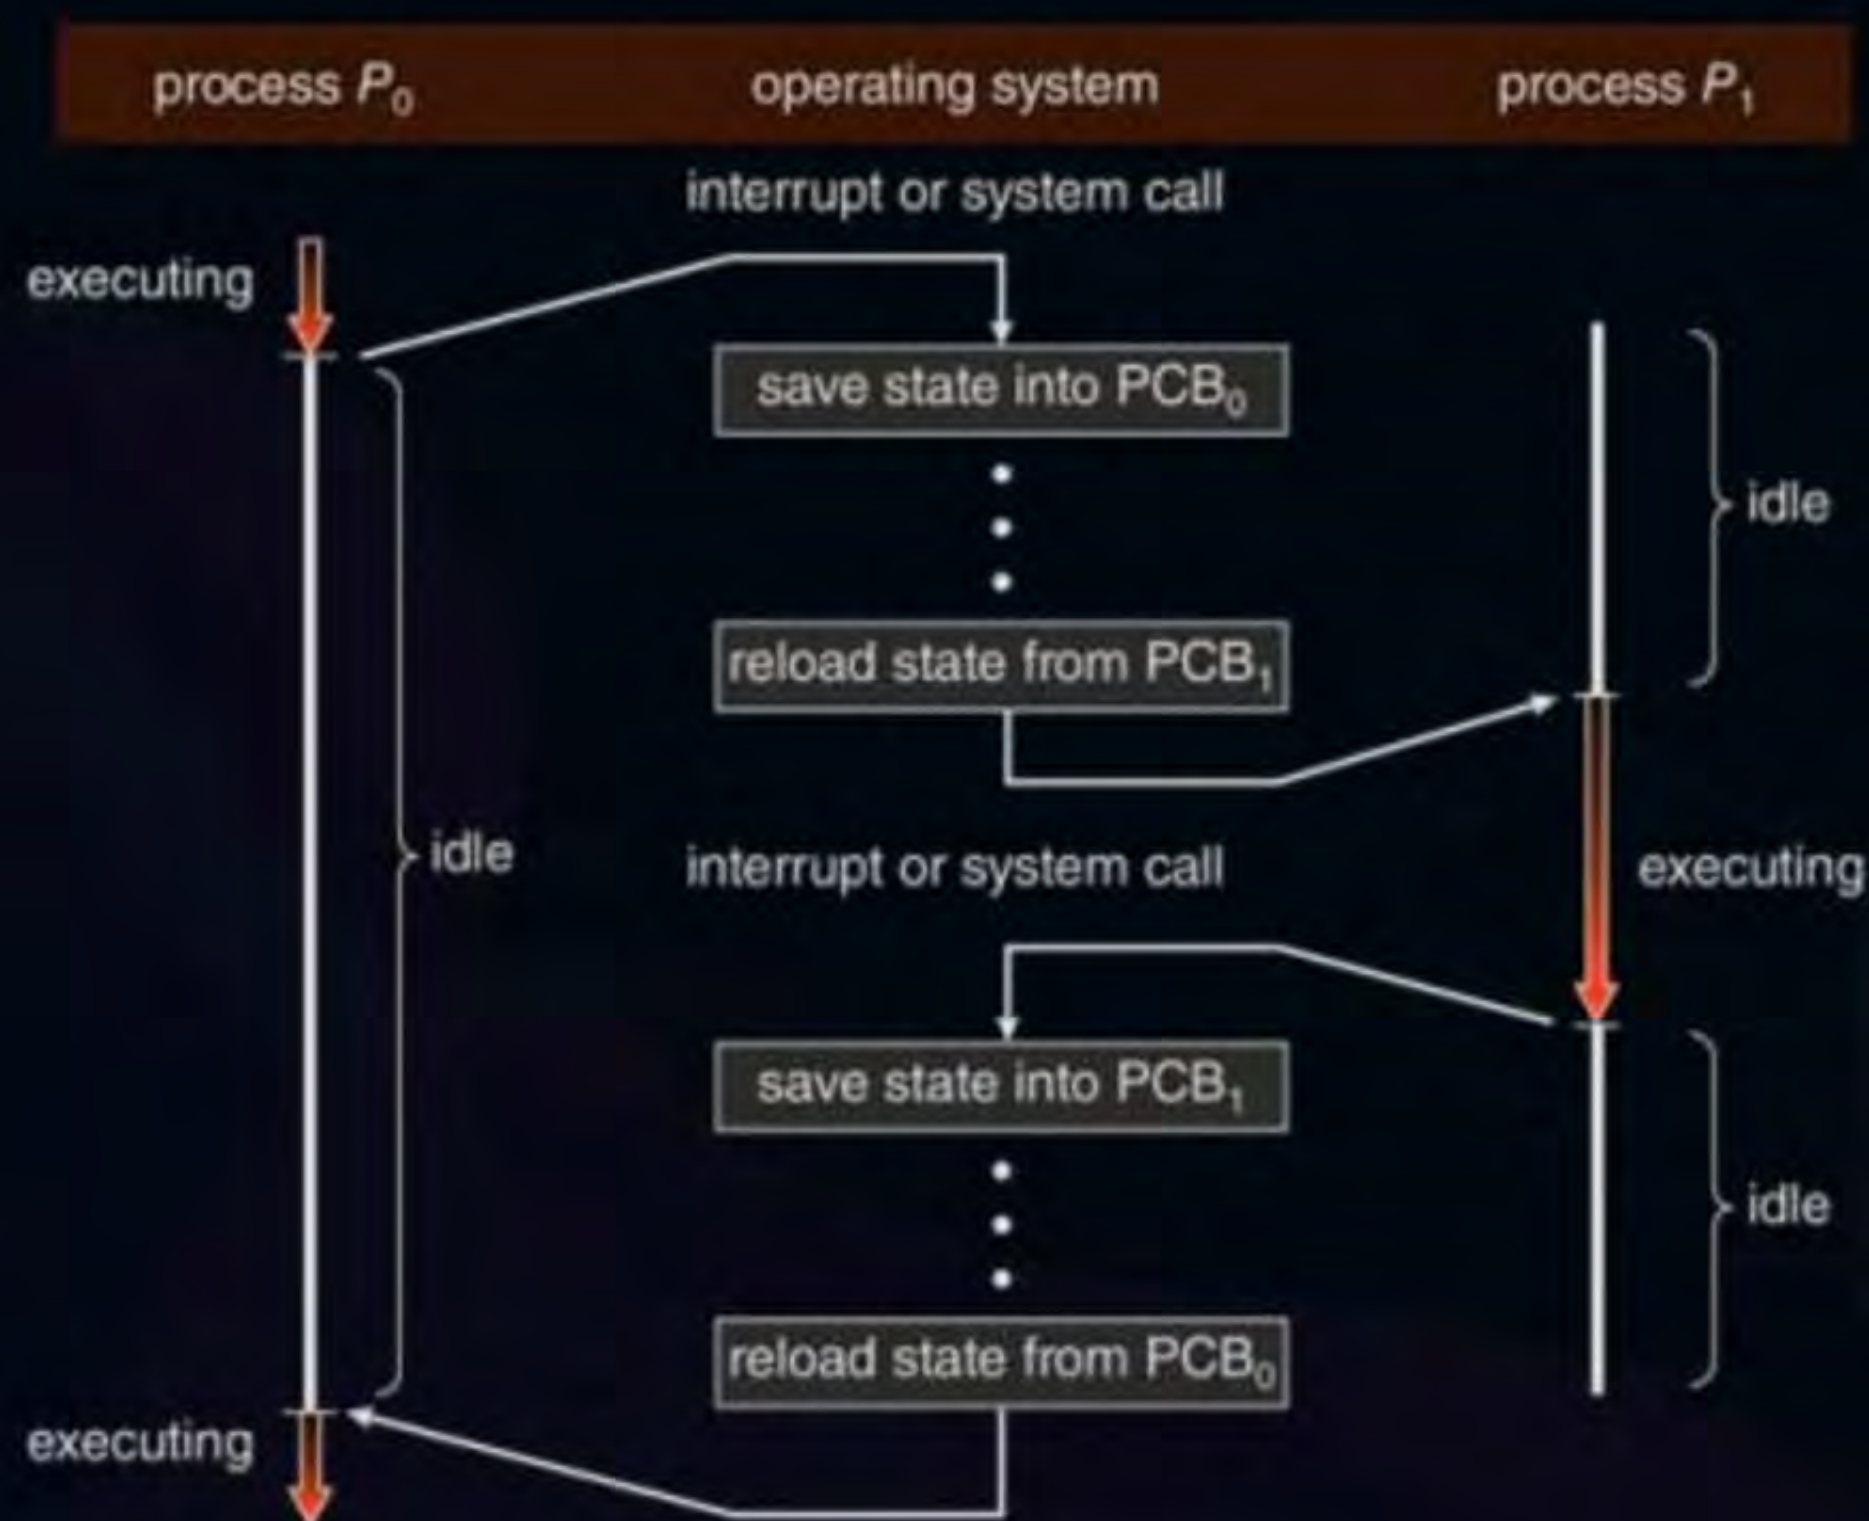 process P₀ operating system process P₁
interrupt or system call
executing
save state into PCB₀
idle
reload state from PCB₁
idle
interrupt or system call
executing
save state into PCB₁
idle
reload state from PCB₀
executing